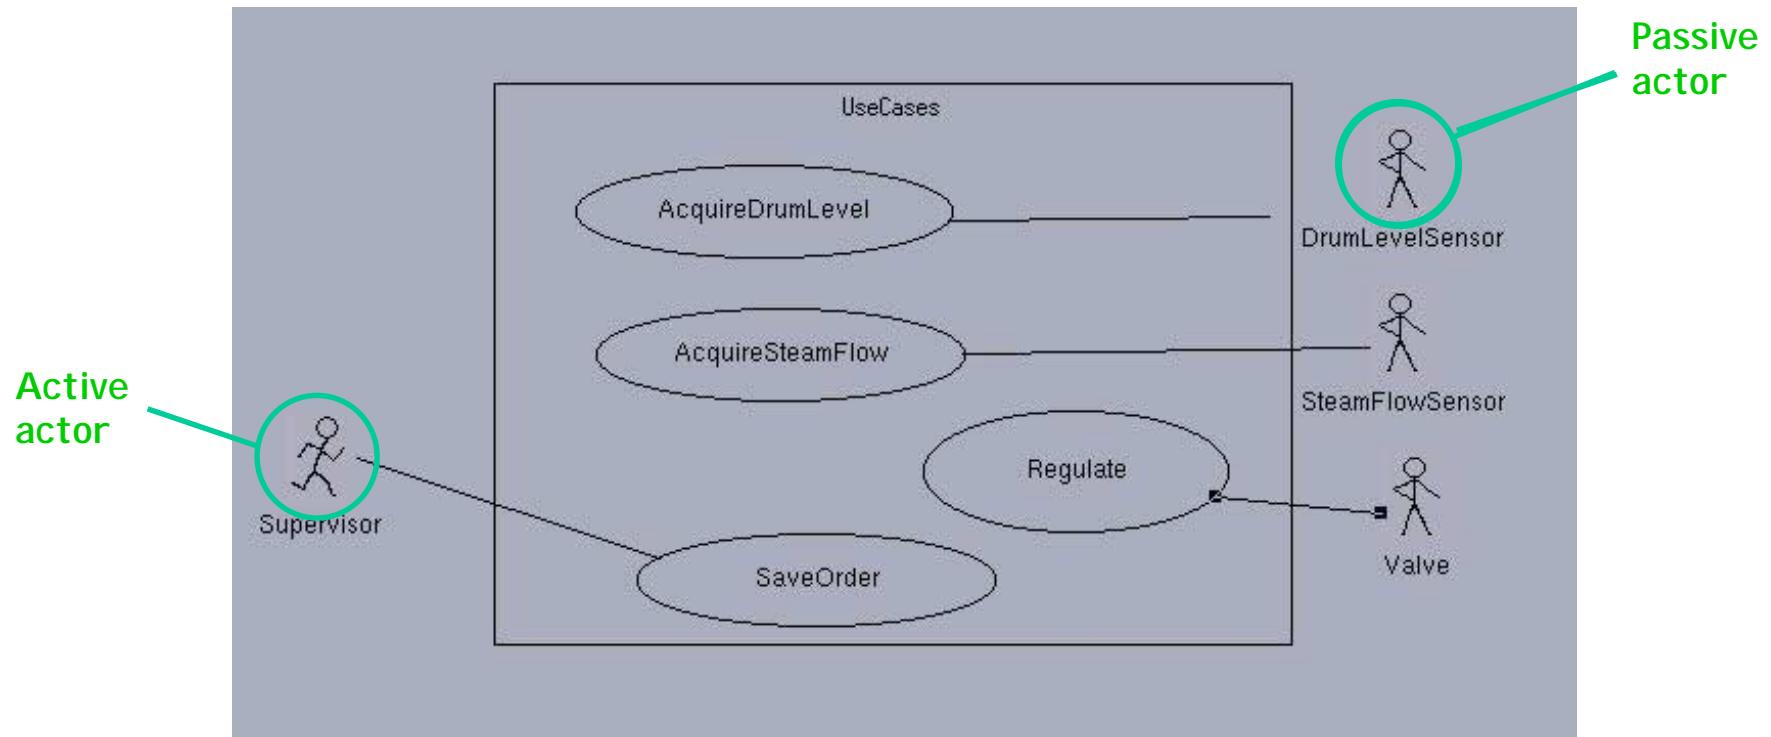 Passive
actor
UseCases
AcquireDrumLevel
DrumLevelSensor
AcquireSteamFlow
SteamFlowSensor
Active
actor
Regulate
Supervisor
Valve
SaveOrder